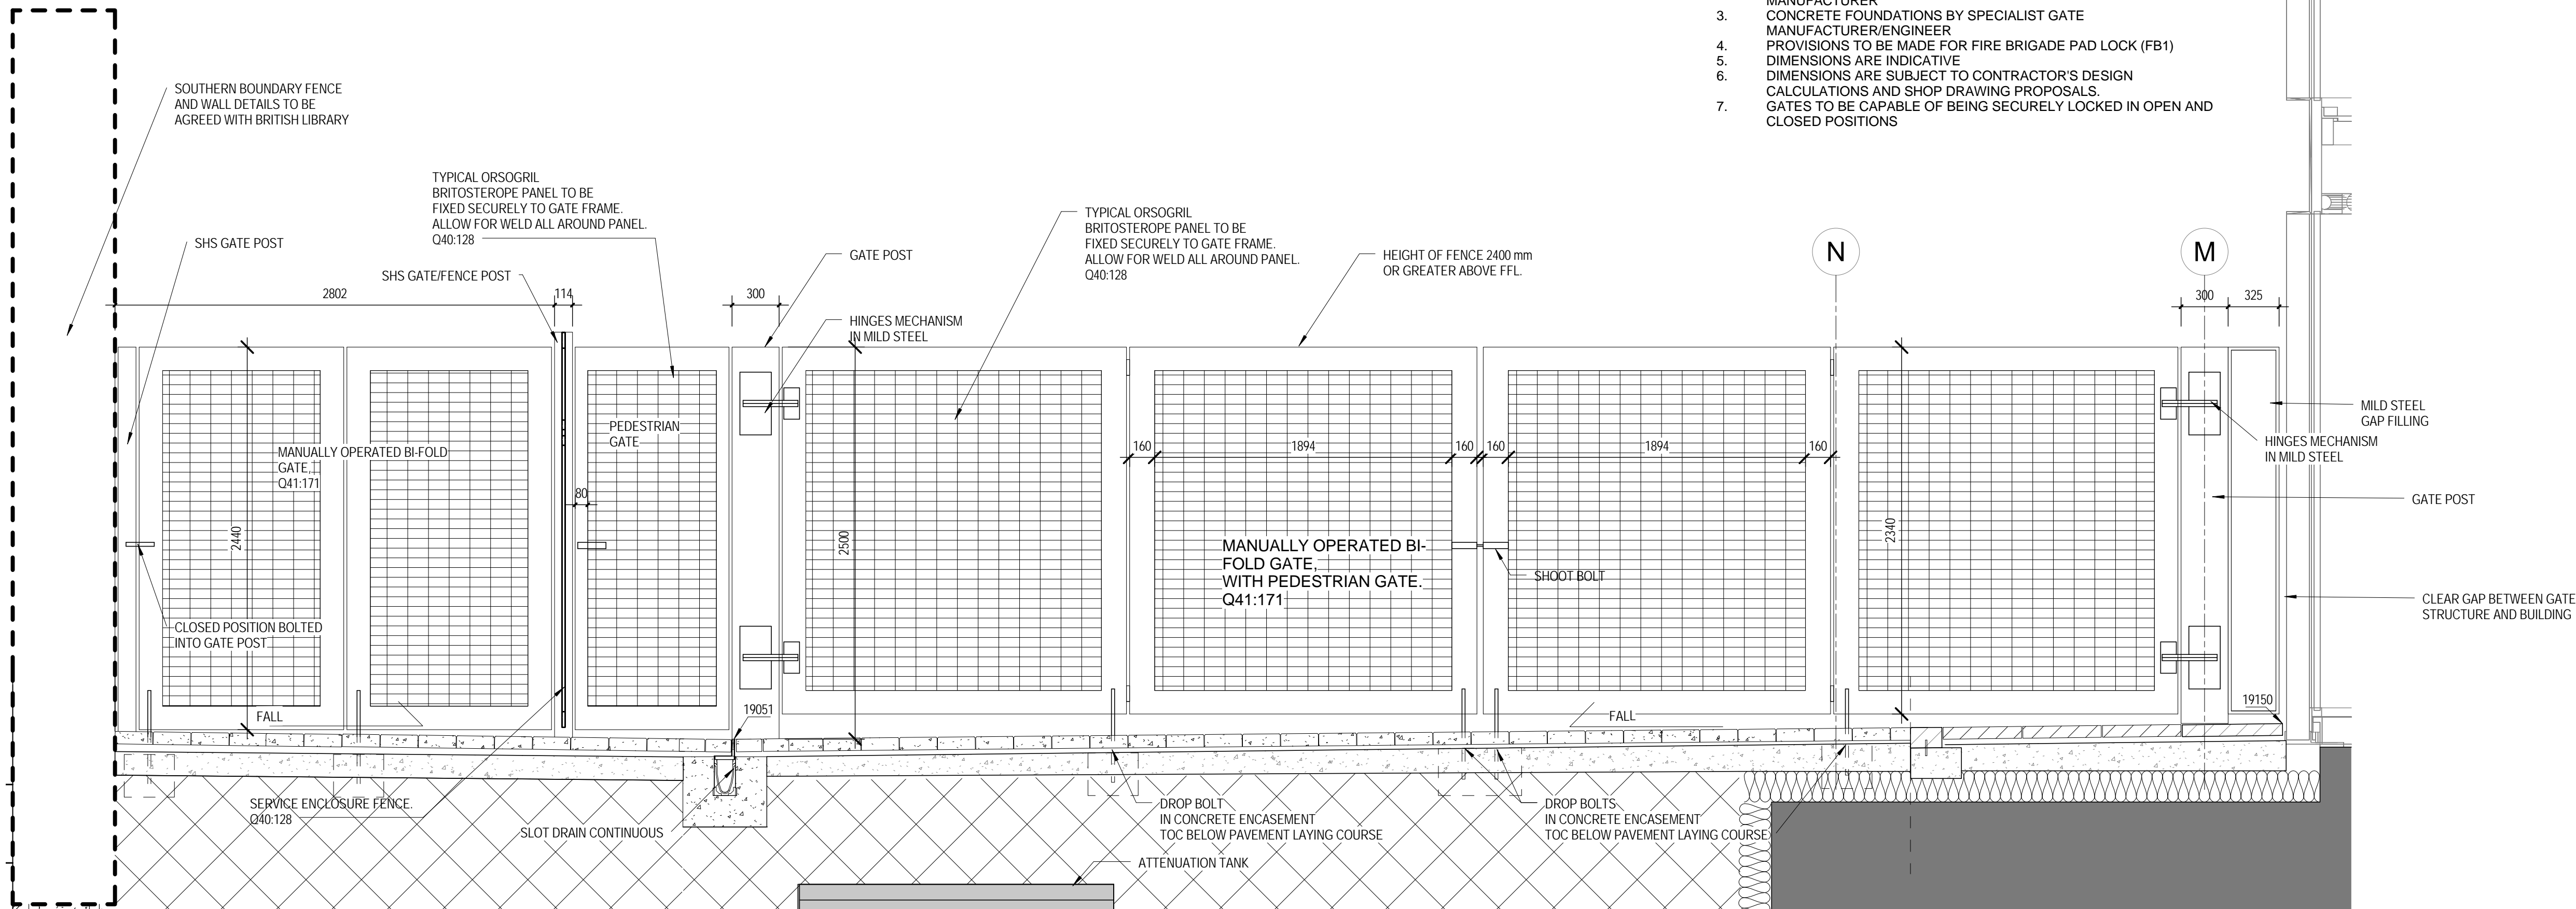 MANUFACTURER
3. CONCRETE FOUNDATIONS BY SPECIALIST GATE
MANUFACTURER/ENGINEER
4. PROVISIONS TO BE MADE FOR FIRE BRIGADE PAD LOCK (FB1)
5. DIMENSIONS ARE INDICATIVE
6. DIMENSIONS ARE SUBJECT TO CONTRACTOR'S DESIGN
CALCULATIONS AND SHOP DRAWING PROPOSALS.
7. GATES TO BE CAPABLE OF BEING SECURELY LOCKED IN OPEN AND
CLOSED POSITIONS
SOUTHERN BOUNDARY FENCE
AND WALL DETAILS TO BE
AGREED WITH BRITISH LIBRARY
TYPICAL ORSOGRIL
BRITOSTEROPE PANEL TO BE
FIXED SECURELY TO GATE FRAME.
ALLOW FOR WELD ALL AROUND PANEL.
Q40:128
TYPICAL ORSOGRIL
BRITOSTEROPE PANEL TO BE
FIXED SECURELY TO GATE FRAME.
ALLOW FOR WELD ALL AROUND PANEL.
Q40:128
SHS GATE POST
SHS GATE/FENCE POST
GATE POST
HEIGHT OF FENCE 2400 mm
OR GREATER ABOVE FFL.
N
M
2802
114
300
300
325
HINGES MECHANISM
IN MILD STEEL
MILD STEEL
GAP FILLING
HINGES MECHANISM
IN MILD STEEL
PEDESTRIAN
GATE
MANUALLY OPERATED BI-FOLD
GATE,
Q41:171
160
1894
160
160
1894
160
80
GATE POST
2440
2500
2340
MANUALLY OPERATED BI-
FOLD GATE,
WITH PEDESTRIAN GATE.
Q41:171
SHOOT BOLT
CLEAR GAP BETWEEN GATE
STRUCTURE AND BUILDING
CLOSED POSITION BOLTED
INTO GATE POST
FALL
19051
FALL
19150
SERVICE ENCLOSURE FENCE.
Q40:128
SLOT DRAIN CONTINUOUS
DROP BOLT
IN CONCRETE ENCASEMENT
TOC BELOW PAVEMENT LAYING COURSE
DROP BOLTS
IN CONCRETE ENCASEMENT
TOC BELOW PAVEMENT LAYING COURSE
ATTENUATION TANK